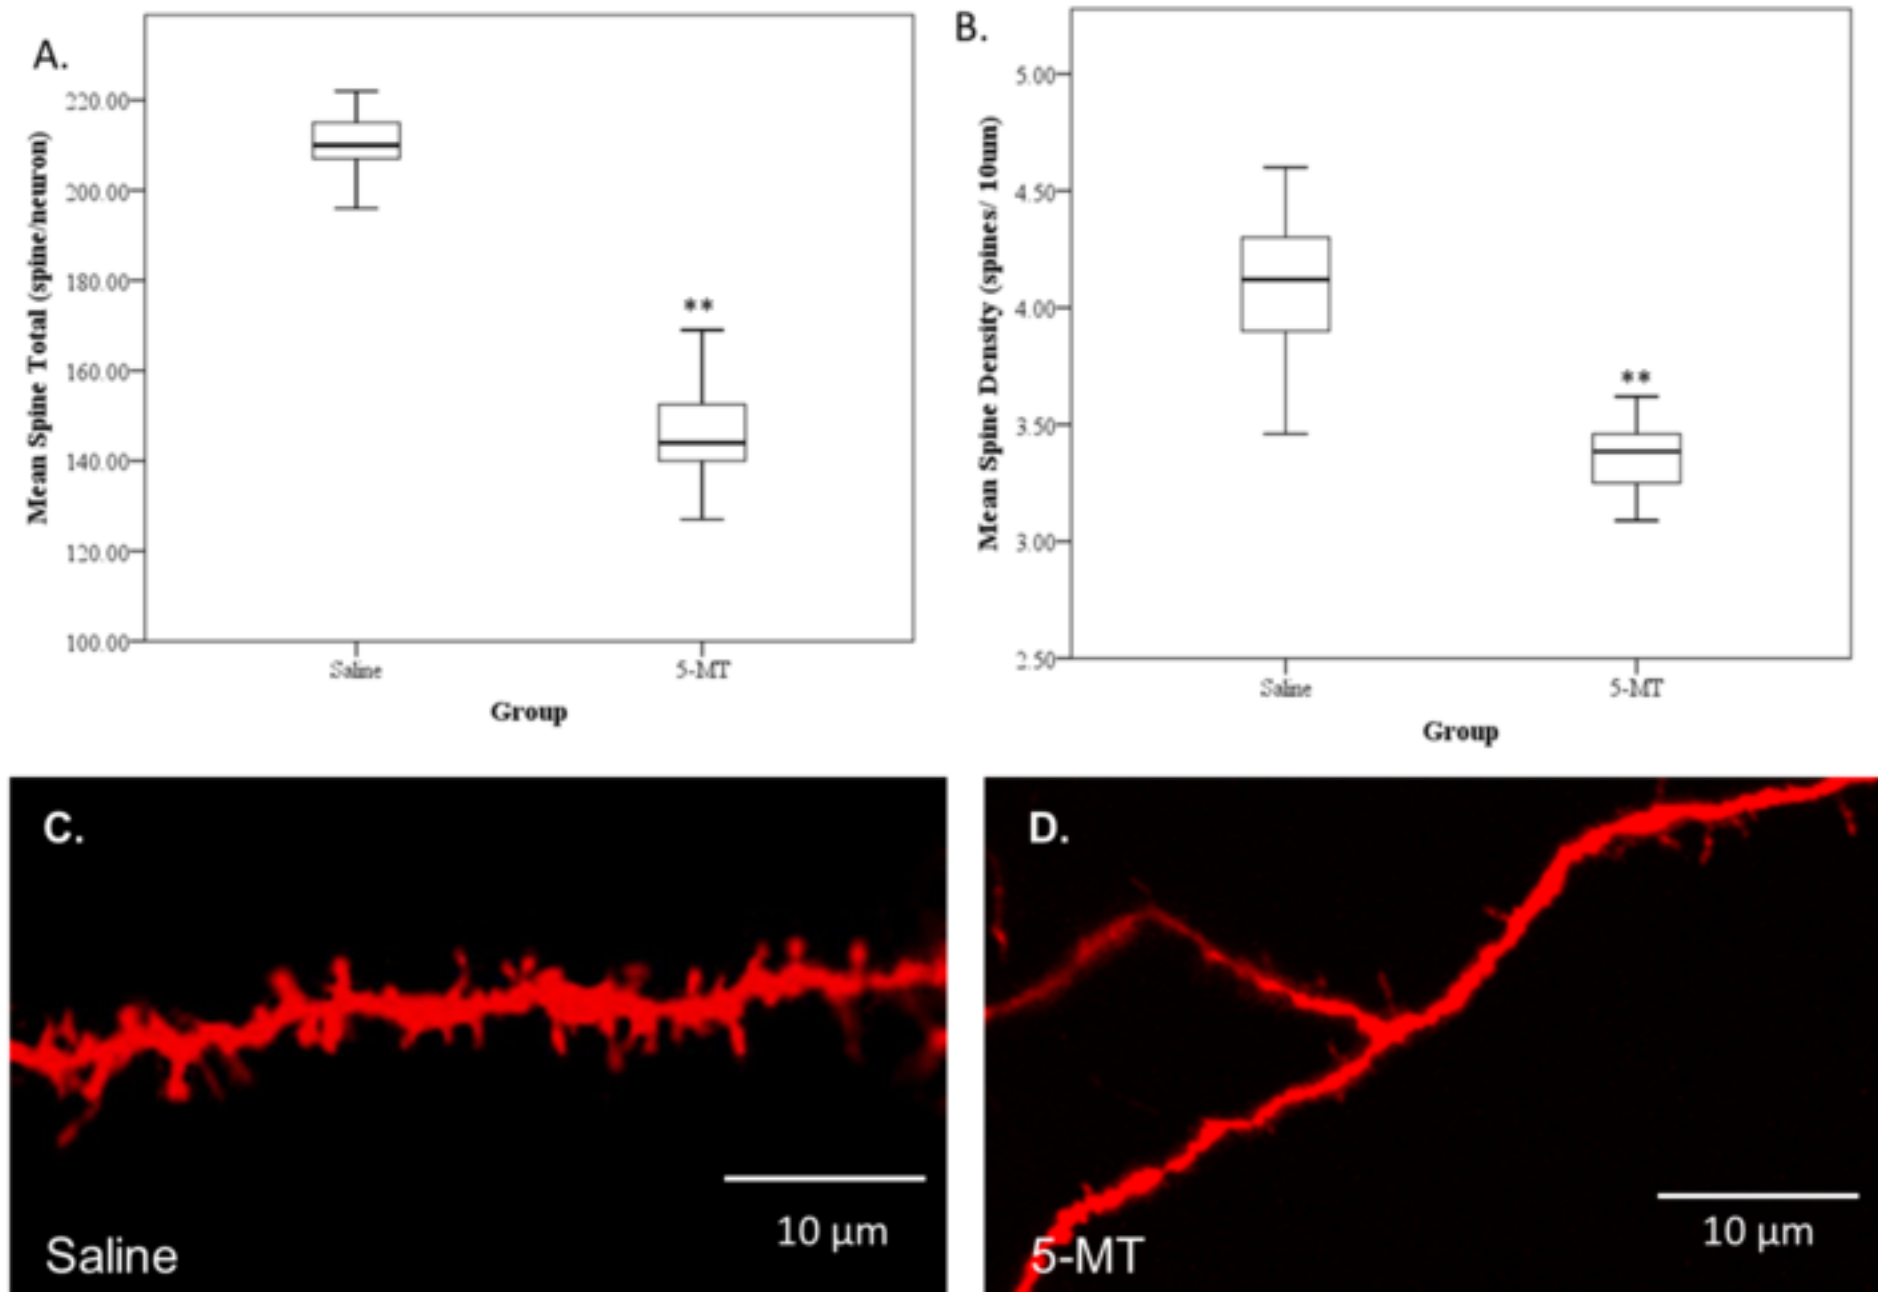 A.
Mean Spine Total (spine/neuron)
220.00
200.00
180.00
160.00
140.00
120.00
100.00
**
Saline
5-MT
Group
B.
Mean Spine Density (spines/ 10um)
5.00
4.50
4.00
3.50
3.00
2.50
**
Saline
5-MT
Group
C.
10 µm
Saline
D.
10 µm
5-MT